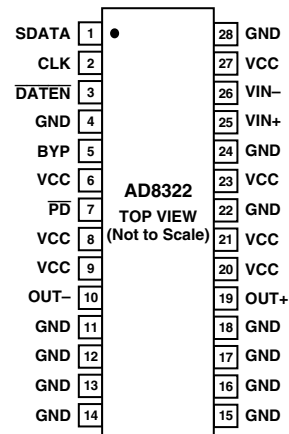 SDATA 1 28 GND
CLK 2 27 VCC
DATEN 3 26 VIN–
GND 4 25 VIN+
BYP 5 24 GND
VCC 6 23 VCC
AD8322
PD 7 22 GND
TOP VIEW
VCC 8 21 VCC
(Not to Scale)
VCC 9 20 VCC
OUT– 10 19 OUT+
GND 11 18 GND
GND 12 17 GND
GND 13 16 GND
GND 14 15 GND